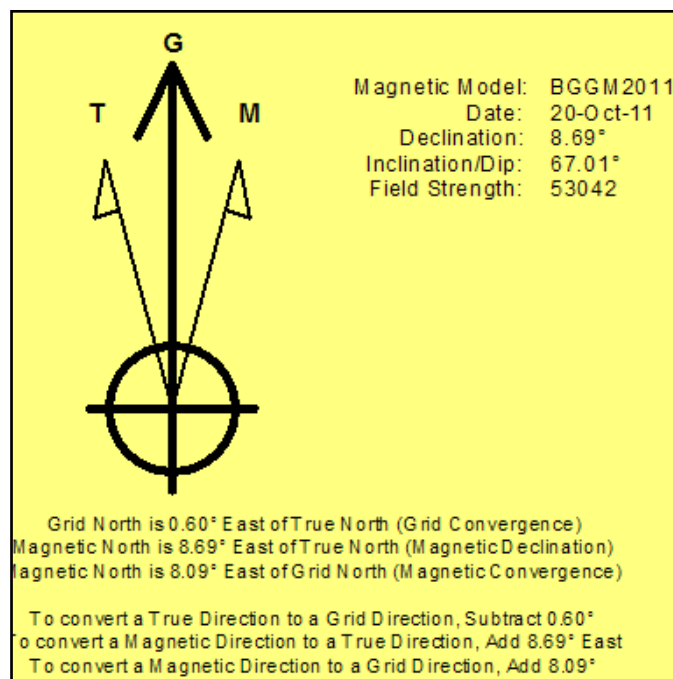 G
T
M
Magnetic Model: BGGM2011
Date: 20-Oct-11
Declination: 8.69°
Inclination/Dip: 67.01°
Field Strength: 53042
Grid North is 0.60° East of True North (Grid Convergence)
Magnetic North is 8.69° East of True North (Magnetic Declination)
Magnetic North is 8.09° East of Grid North (Magnetic Convergence)
To convert a True Direction to a Grid Direction, Subtract 0.60°
To convert a Magnetic Direction to a True Direction, Add 8.69° East
To convert a Magnetic Direction to a Grid Direction, Add 8.09°